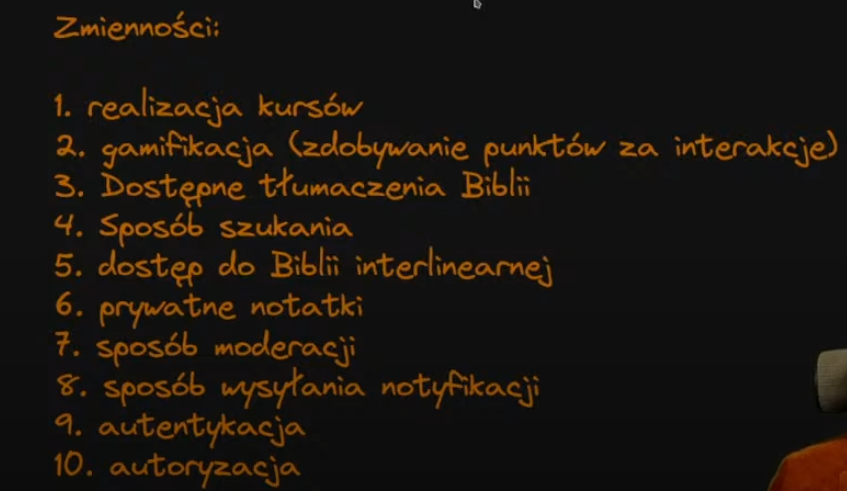 Zmienności:
1. realizacja kursów
2. gamifikacja (zdobywanie punktów za interakcje)
3. Dostępne tłumaczenia Biblii
4. Sposób szukania
5. dostęp do Biblii interlinearnej
6. prywatne notatki
7. sposób moderacji
8. sposób wysyłania notyfikacji
9. autentykacja
10. autoryzacja